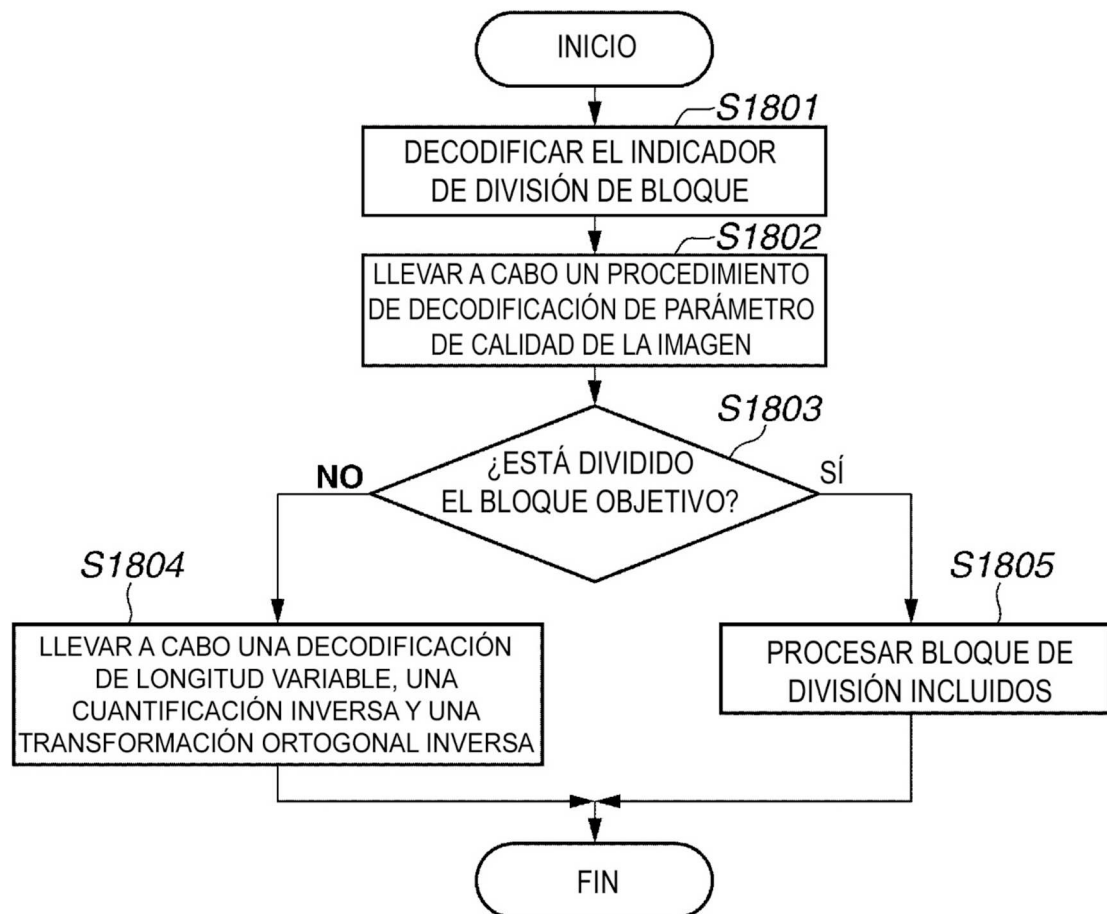 INICIO
S1801
DECODIFICAR EL INDICADOR
DE DIVISIÓN DE BLOQUE
S1802
LLEVAR A CABO UN PROCEDIMIENTO
DE DECODIFICACIÓN DE PARÁMETRO
DE CALIDAD DE LA IMAGEN
S1803
¿ESTÁ DIVIDIDO
EL BLOQUE OBJETIVO?
NO
SÍ
S1804
LLEVAR A CABO UNA DECODIFICACIÓN
DE LONGITUD VARIABLE, UNA
CUANTIFICACIÓN INVERSA Y UNA
TRANSFORMACIÓN ORTOGONAL INVERSA
S1805
PROCESAR BLOQUE DE
DIVISIÓN INCLUIDOS
FIN